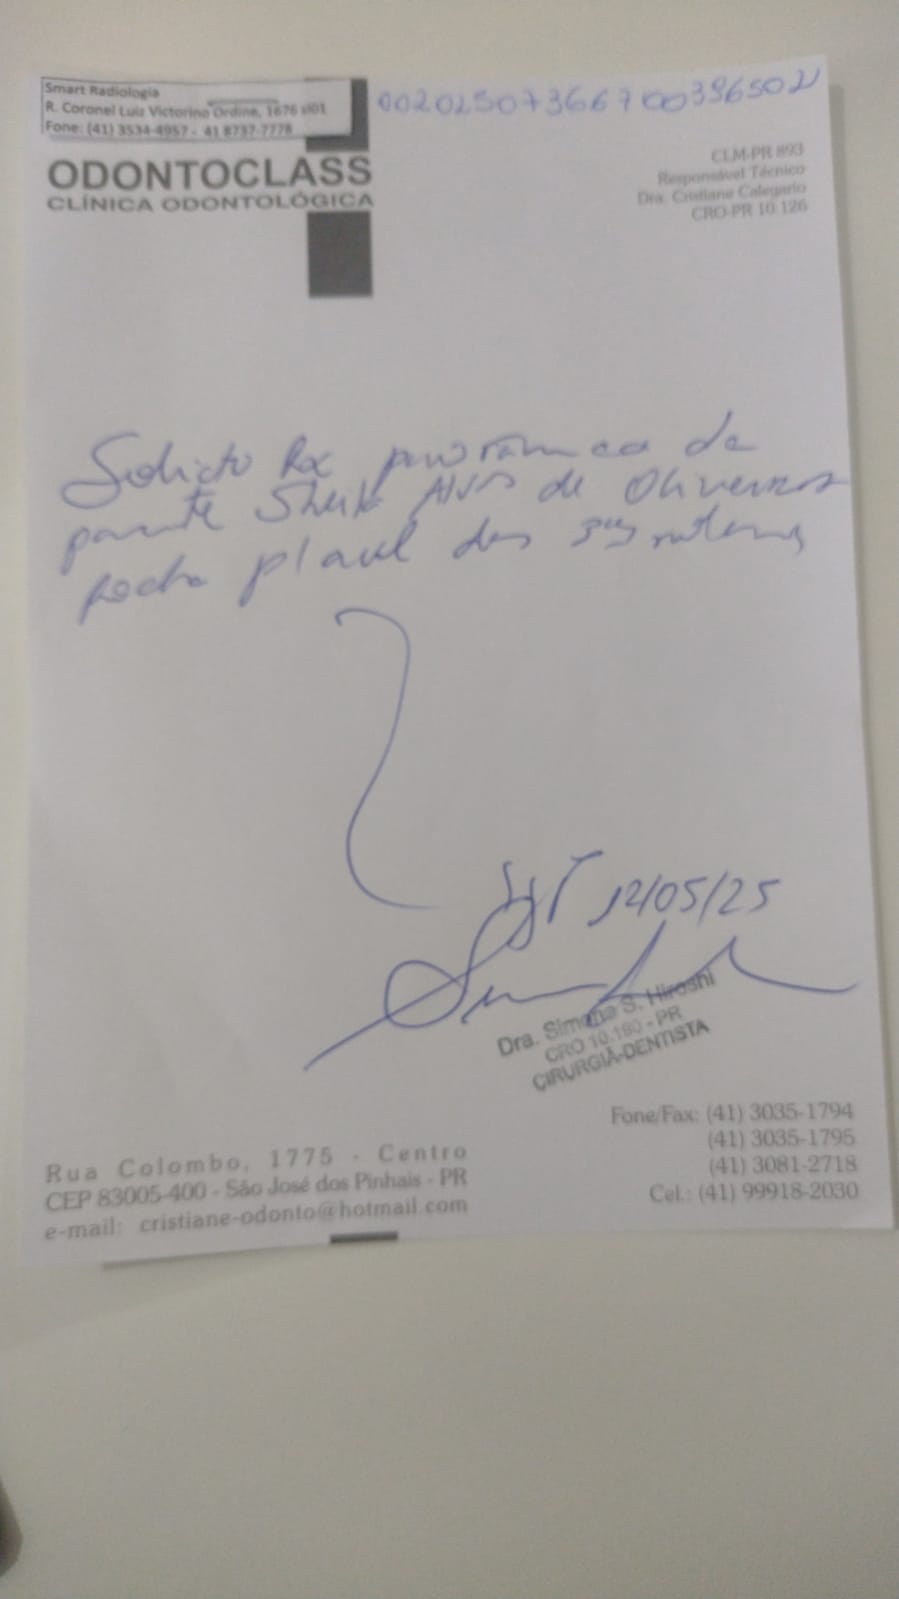 Smart Radiologia
R. Coronel Luiz Victorino Ordine, 1676 sl01
Fone: (41) 3534-4957 - 41 8737-7778
ODONTOCLASS
CLÍNICA ODONTOLÓGICA
CLM-PR 893
Responsável Técnico
Dra. Cristiane Calegario
CRO-PR 10.126
Solicito Rx panorâmica da
paciente Sheila Alves de Oliveira
Rocha p/ aval das
12/05/25
Dra. Simone S. Hiroshi
CRO 10.180 - PR
CIRURGIÃ-DENTISTA
Rua Colombo, 1775 - Centro
CEP 83005-400 - São José dos Pinhais - PR
e-mail: cristiane-odonto@hotmail.com
Fone/Fax: (41) 3035-1794
(41) 3035-1795
(41) 3081-2718
Cel.: (41) 99918-2030